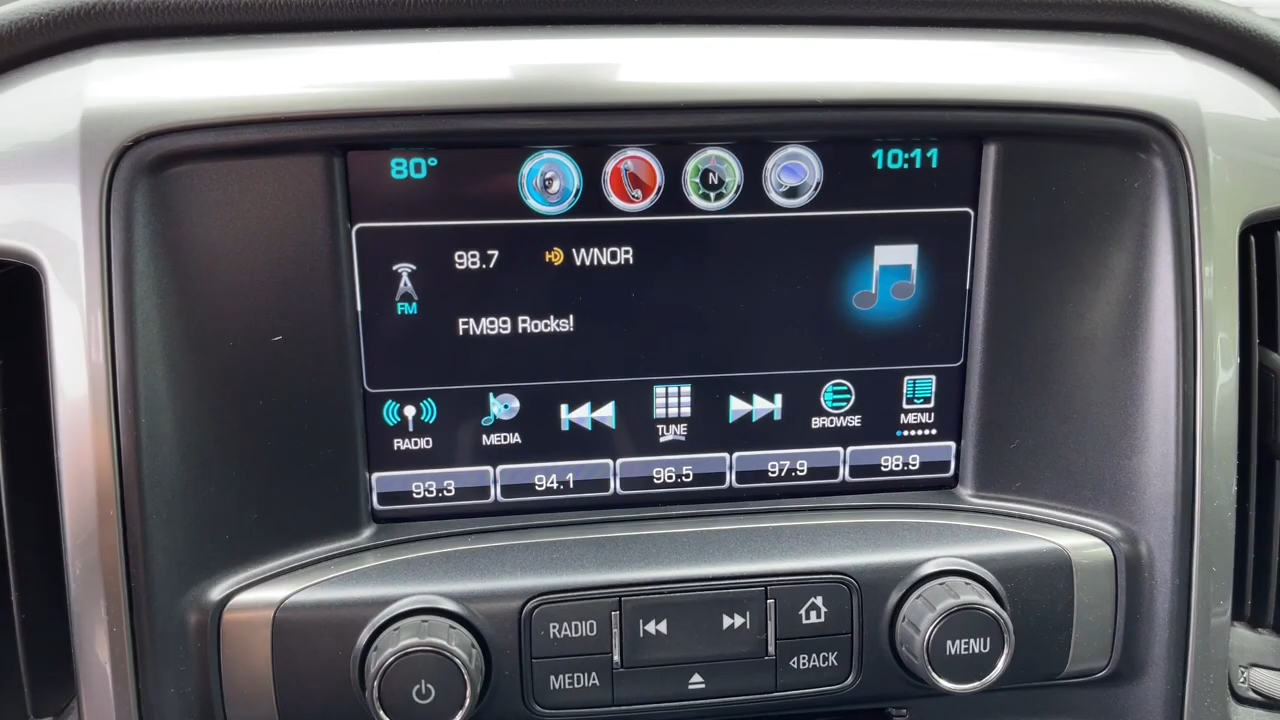 80° N 10:11
98.7 HD WNOR
FM
FM99 Rocks!
RADIO MEDIA TUNE BROWSE MENU
93.3 94.1 96.5 97.9 98.9
RADIO
MEDIA
BACK
MENU